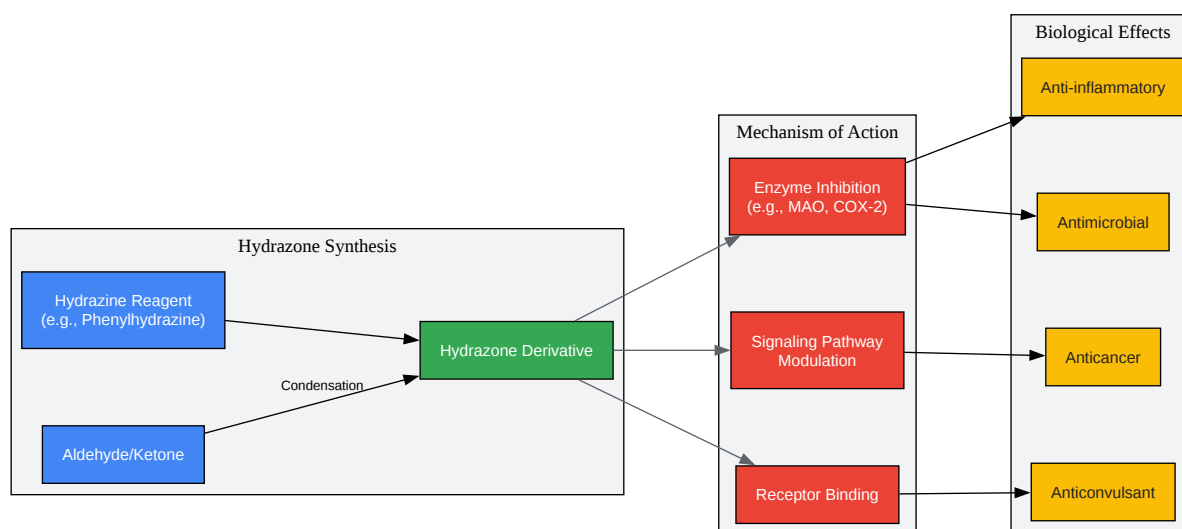 Hydrazone Synthesis
Hydrazine Reagent
(e.g., Phenylhydrazine)
Aldehyde/Ketone
Condensation
Hydrazone Derivative
Mechanism of Action
Enzyme Inhibition
(e.g., MAO, COX-2)
Signaling Pathway
Modulation
Receptor Binding
Biological Effects
Anti-inflammatory
Antimicrobial
Anticancer
Anticonvulsant